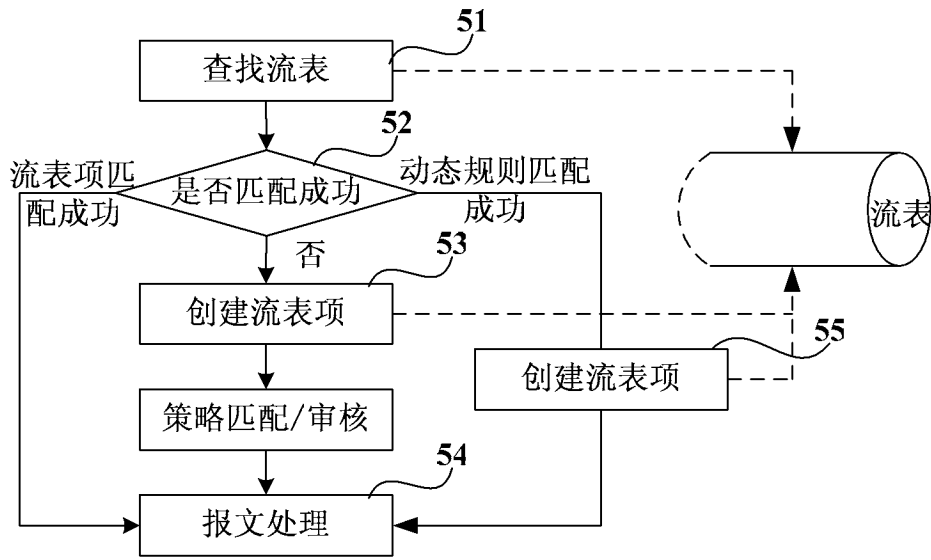 51
查找流表
52
流表项匹
配成功
是否匹配成功
动态规则匹配
成功
流表
否
53
创建流表项
55
创建流表项
策略匹配/审核
54
报文处理